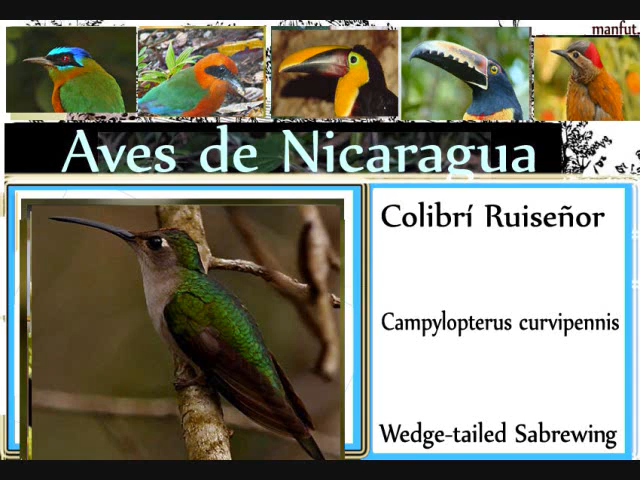 manfut.
Aves de Nicaragua
Colibrí Ruiseñor
Campylopterus curvipennis
Wedge-tailed Sabrewing